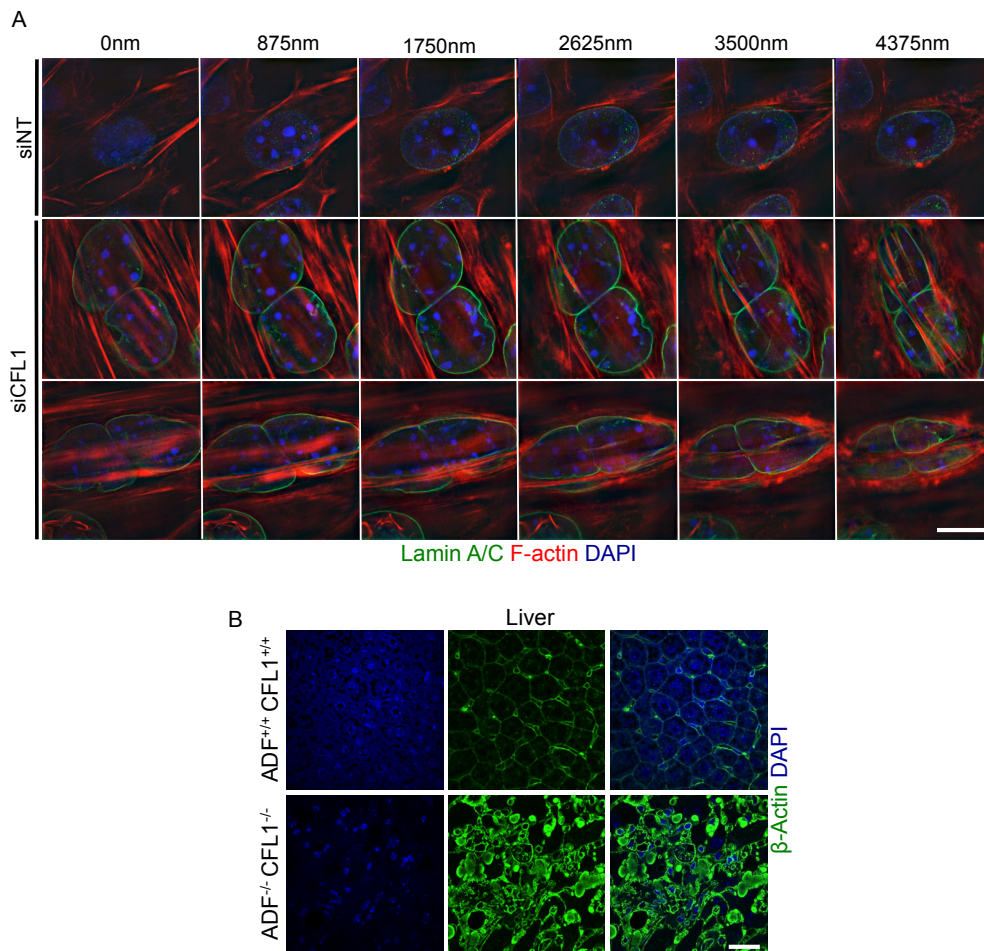 A
0nm 875nm 1750nm 2625nm 3500nm 4375nm
siNT
siCFL1
Lamin A/C F-actin DAPI
B
Liver
ADF+/+ CFL1+/+
ADF-/- CFL1-/-
β-Actin DAPI